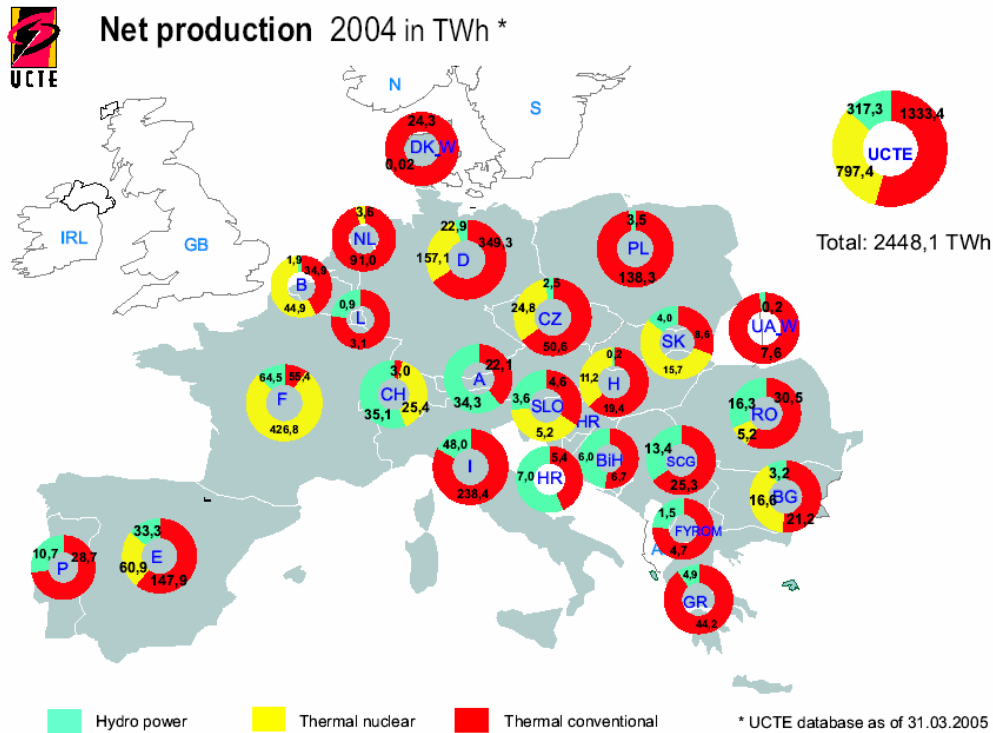 Net production 2004 in TWh *
UCTE
N
S
IRL
GB
24,3
DK_W
0,02
317,3
1333,4
UCTE
797,4
Total: 2448,1 TWh
3,6
NL
91,0
22,9
349,3
157,1
D
3,5
PL
138,3
1,9
34,9
B
44,9
0,9
L
3,1
2,5
24,8
CZ
50,6
4,0
8,6
SK
15,7
0,2
UA_W
7,6
64,5
55,4
F
426,8
3,0
CH
25,4
35,1
22,1
A
34,3
4,6
3,6
SLO
5,2
0,2
11,2
H
19,4
HR
16,3
30,5
RO
5,2
48,0
I
238,4
5,4
7,0
HR
6,0
BiH
6,7
13,4
SCG
25,3
3,2
16,6
BG
21,2
1,5
FYROM
4,7
A
4,9
GR
44,2
10,7
28,7
P
33,3
E
60,9
147,9
Hydro power
Thermal nuclear
Thermal conventional
* UCTE database as of 31.03.2005